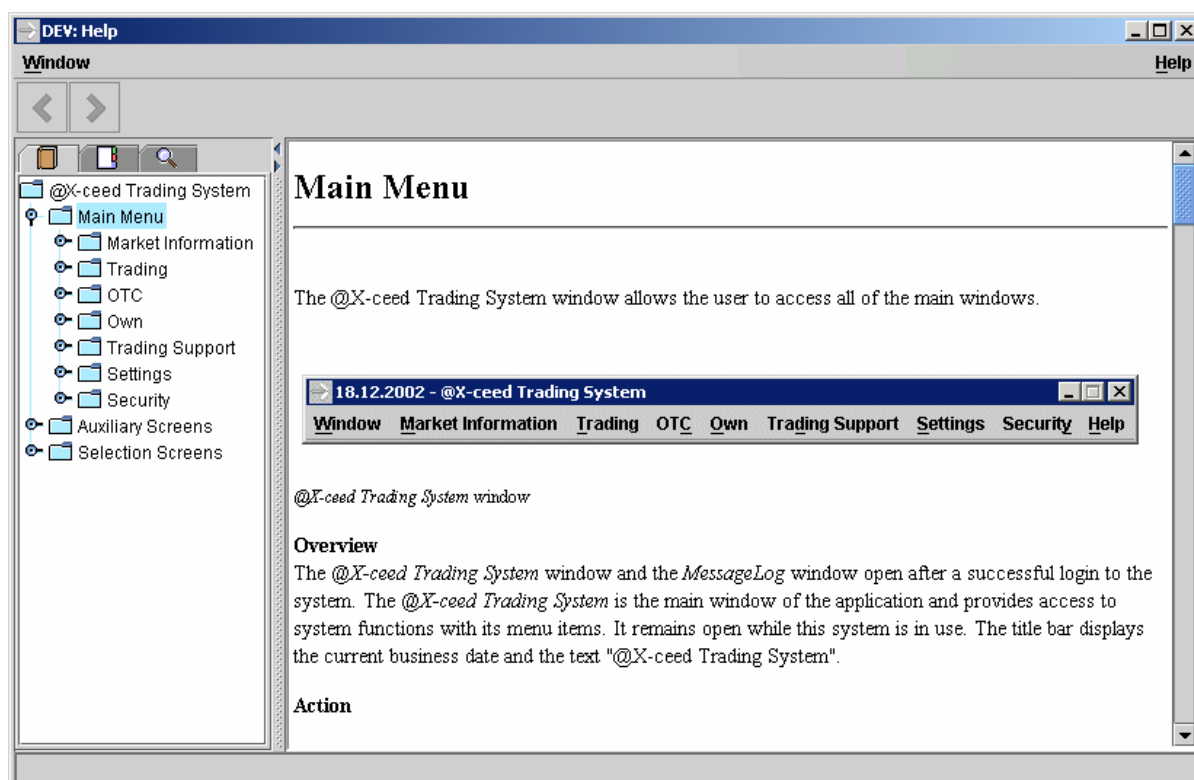 DEV: Help
Window Help
@X-ceed Trading System
Main Menu
Market Information
Trading
OTC
Own
Trading Support
Settings
Security
Auxiliary Screens
Selection Screens
Main Menu
The @X-ceed Trading System window allows the user to access all of the main windows.
18.12.2002 - @X-ceed Trading System
Window Market Information Trading OTC Own Trading Support Settings Security Help
@X-ceed Trading System window
Overview
The @X-ceed Trading System window and the MessageLog window open after a successful login to the
system. The @X-ceed Trading System is the main window of the application and provides access to
system functions with its menu items. It remains open while this system is in use. The title bar displays
the current business date and the text "@X-ceed Trading System".
Action